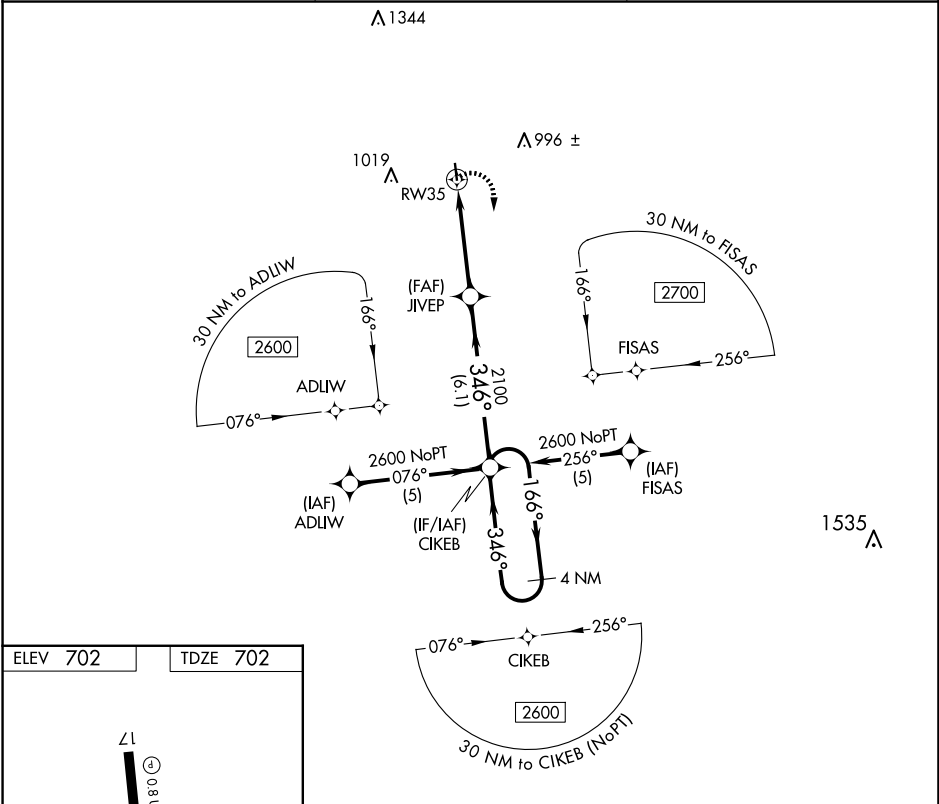 1344
996 ±
1019
RW35
30 NM to ADLIW
166°
2600
ADLIW
076°
(FAF)
JIVEP
30 NM to FISAS
166°
2700
FISAS
256°
2100
346°
(6.1)
2600 NoPT
076°
(5)
2600 NoPT
256°
(5)
(IAF)
ADLIW
(IF/IAF)
CIKEB
(IAF)
FISAS
166°
346°
4 NM
1535
076°
256°
CIKEB
2600
30 NM to CIKEB (NoPT)
ELEV 702
TDZE 702
17
P 0.8 U